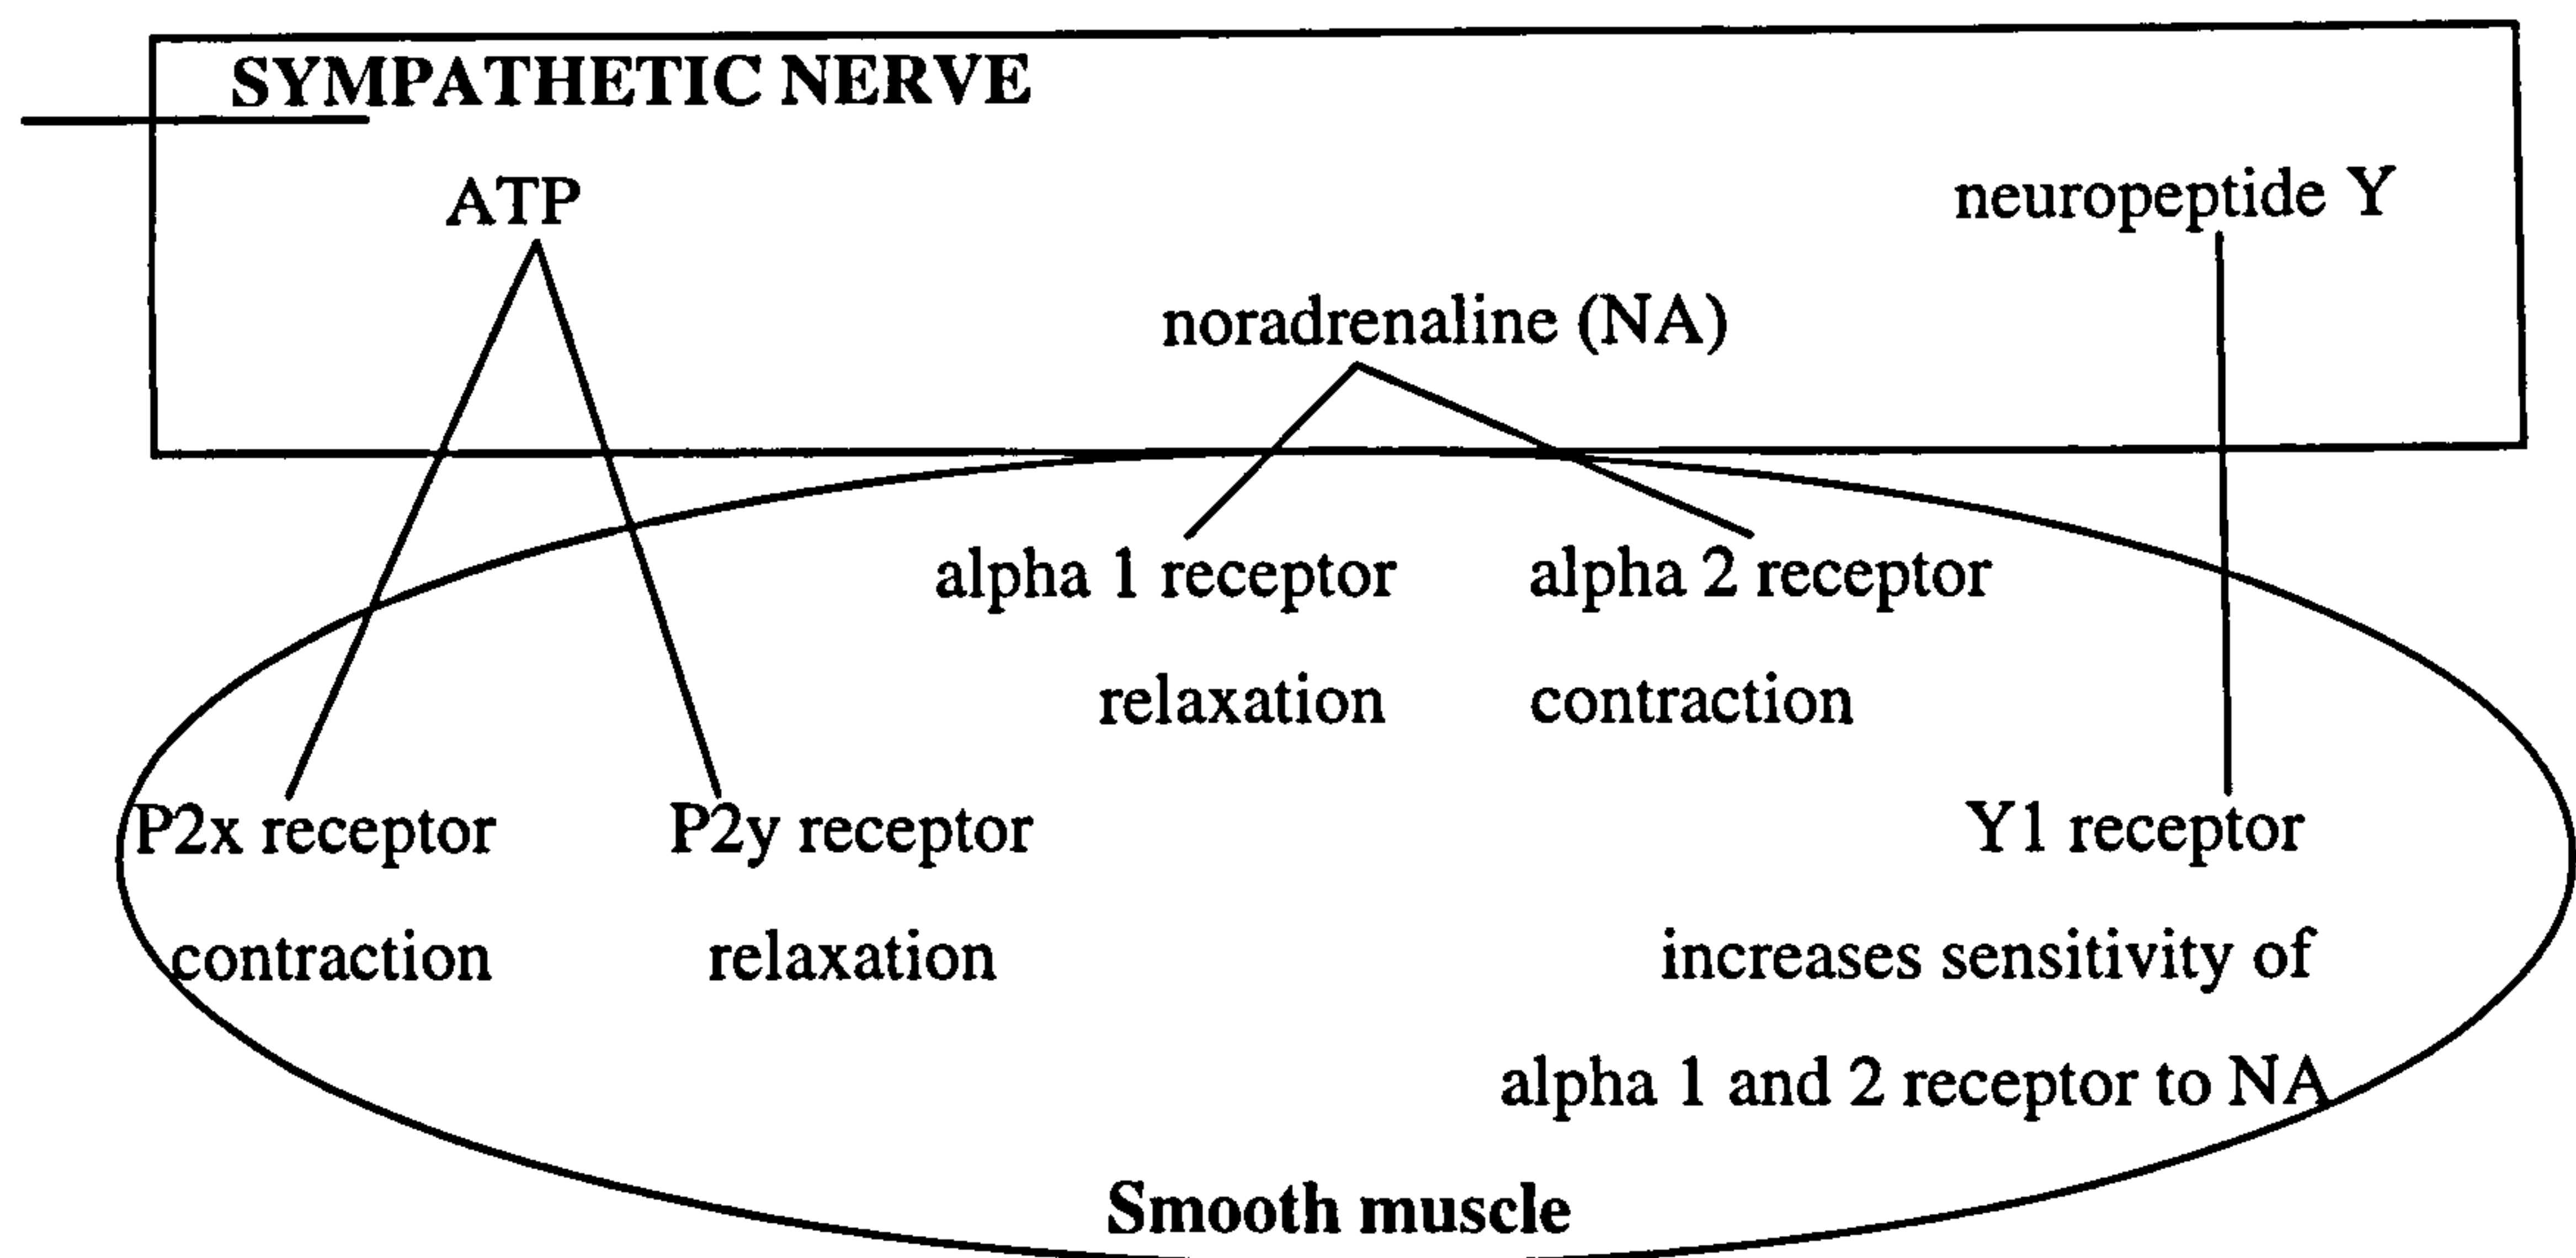 SYMPATHETIC NERVE
ATP
neuropeptide Y
noradrenaline (NA)
alpha 1 receptor
alpha 2 receptor
relaxation
contraction
P2x receptor
P2y receptor
Y1 receptor
contraction
relaxation
increases sensitivity of
alpha 1 and 2 receptor to NA
Smooth muscle